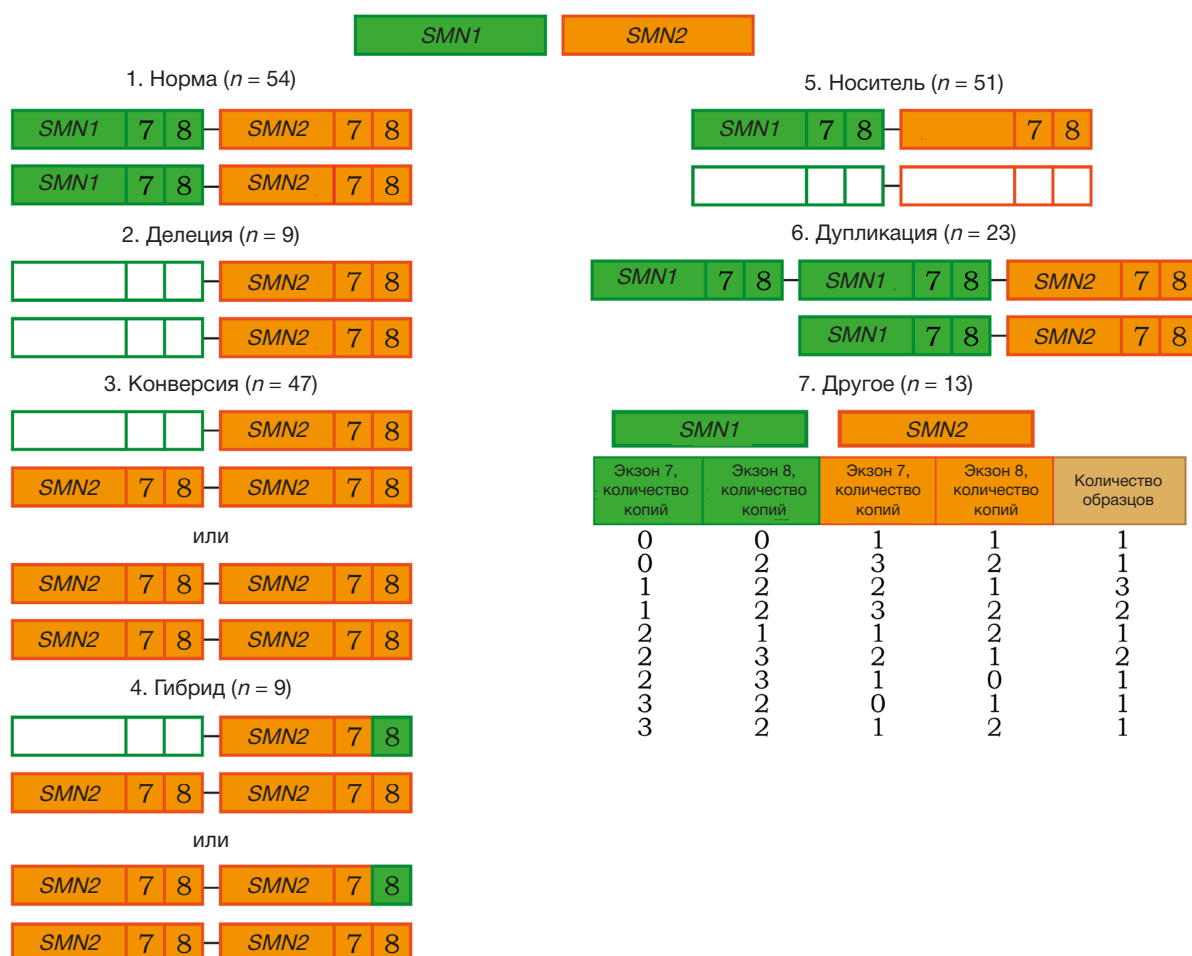 SMN1 SMN2
1. Норма (n = 54)
SMN1 7 8 SMN2 7 8
SMN1 7 8 SMN2 7 8
2. Делеция (n = 9)
SMN2 7 8
SMN2 7 8
3. Конверсия (n = 47)
SMN2 7 8
SMN2 7 8 SMN2 7 8
или
SMN2 7 8 SMN2 7 8
SMN2 7 8 SMN2 7 8
4. Гибрид (n = 9)
SMN2 7 8
SMN2 7 8 SMN2 7 8
или
SMN2 7 8 SMN2 7 8
SMN2 7 8 SMN2 7 8
5. Носитель (n = 51)
SMN1 7 8 7 8
6. Дупликация (n = 23)
SMN1 7 8 SMN1 7 8 SMN2 7 8
SMN1 7 8 SMN2 7 8
7. Другое (n = 13)
SMN1 SMN2
Экзон 7, количество копий
Экзон 8, количество копий
Экзон 7, количество копий
Экзон 8, количество копий
Количество образцов
0 0 1 1 1
0 2 3 2 1
1 2 2 1 3
1 2 3 2 2
2 1 1 2 1
2 3 2 1 2
2 3 1 0 1
3 2 0 1 1
3 2 1 2 1